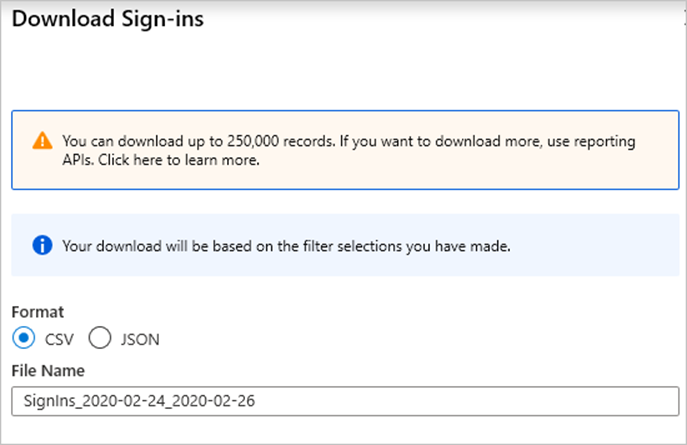 Download Sign-ins
You can download up to 250,000 records. If you want to download more, use reporting
APIs. Click here to learn more.
Your download will be based on the filter selections you have made.
Format
CSV JSON
File Name
SignIns_2020-02-24_2020-02-26